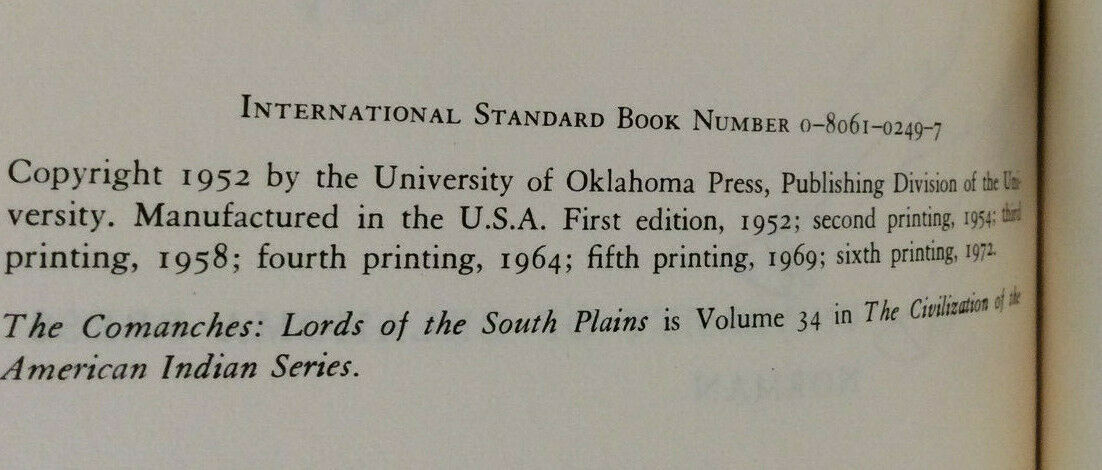 INTERNATIONAL STANDARD BOOK NUMBER 0-8061-0249-7
Copyright 1952 by the University of Oklahoma Press, Publishing Division of the Uni-
versity. Manufactured in the U.S.A. First edition, 1952; second printing, 1954; third
printing, 1958; fourth printing, 1964; fifth printing, 1969; sixth printing, 1972.
The Comanches: Lords of the South Plains is Volume 34 in The Civilization of the
American Indian Series.
NORMAN